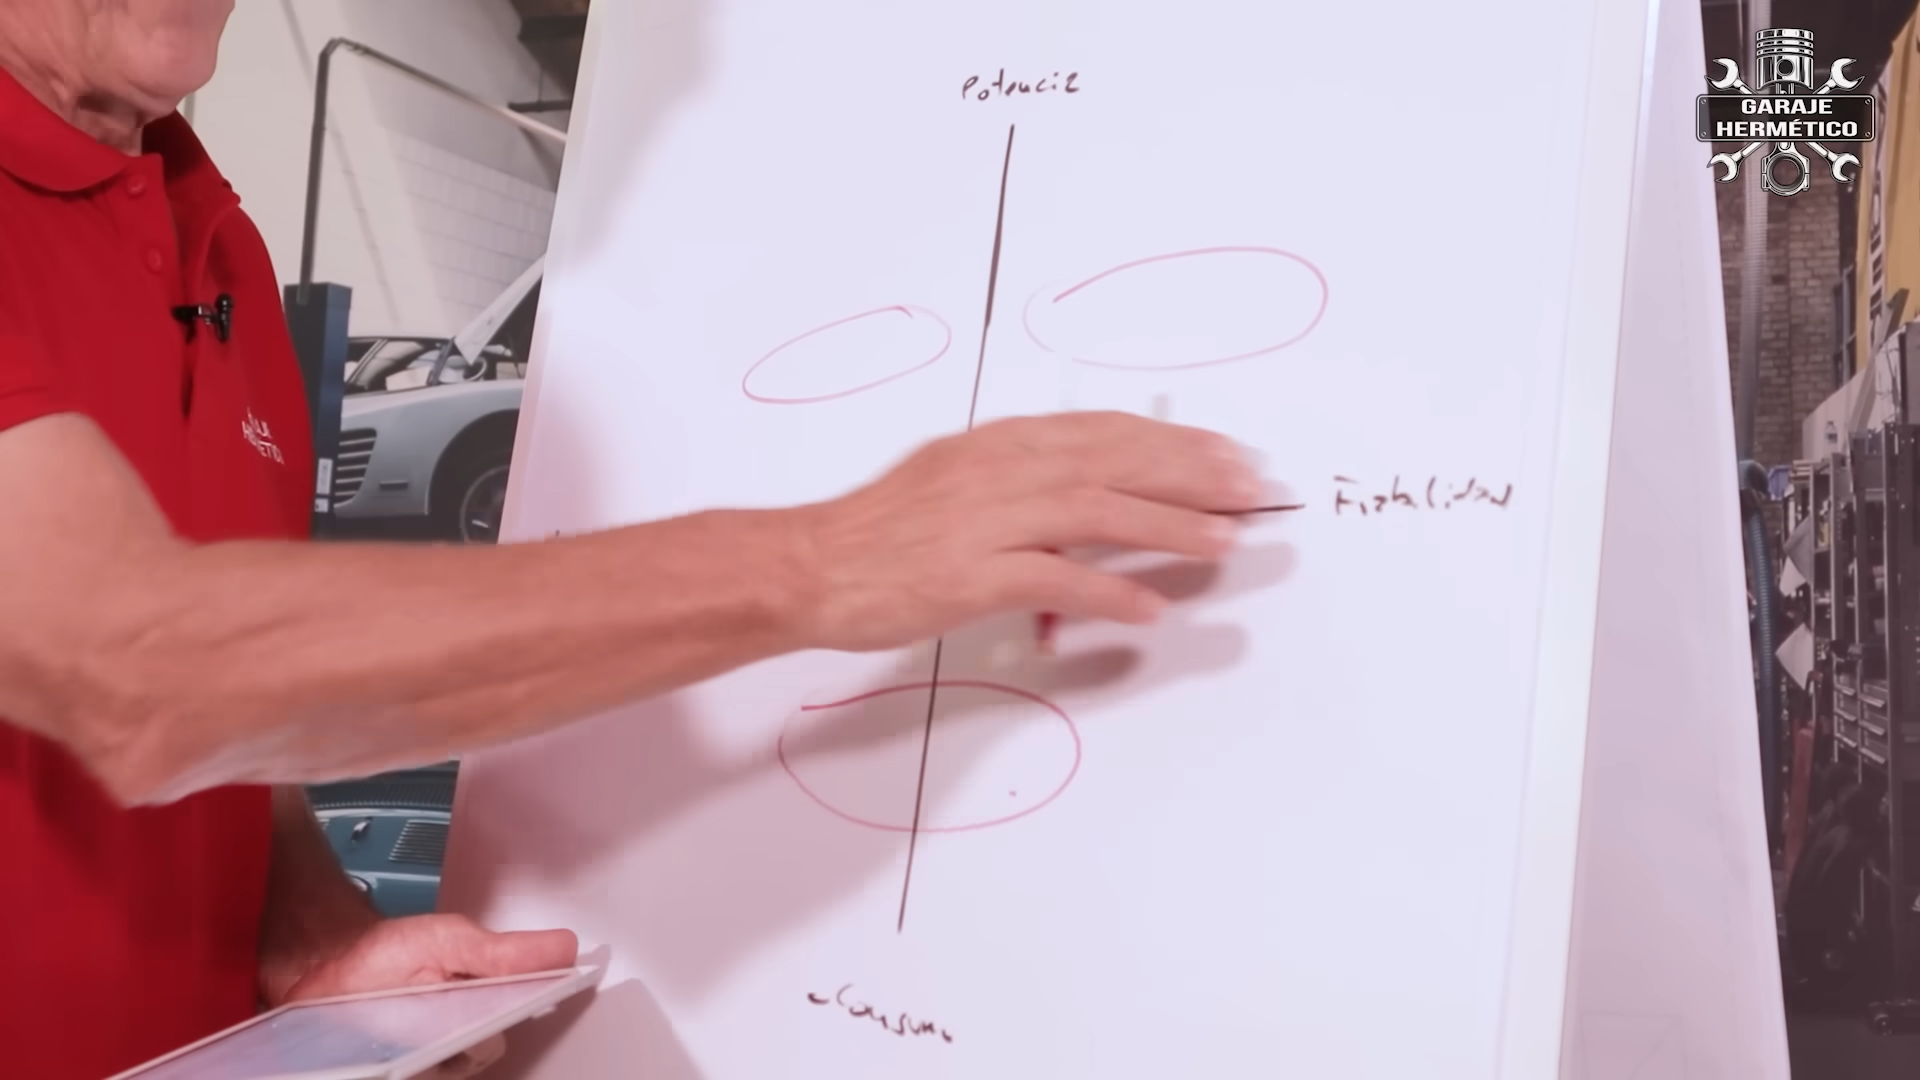 GARAJE
HERMÉTICO
Potencia
Fiabilidad
-Consumo